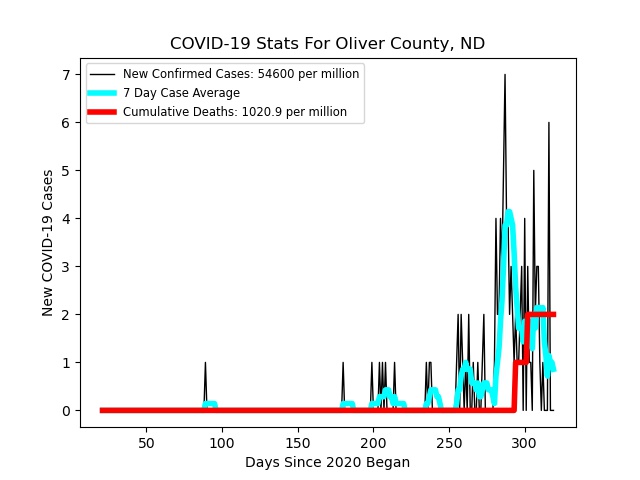 COVID-19 Stats For Oliver County, ND
New Confirmed Cases: 54600 per million
7 Day Case Average
Cumulative Deaths: 1020.9 per million
New COVID-19 Cases
7
6
5
4
3
2
1
0
50 100 150 200 250 300
Days Since 2020 Began